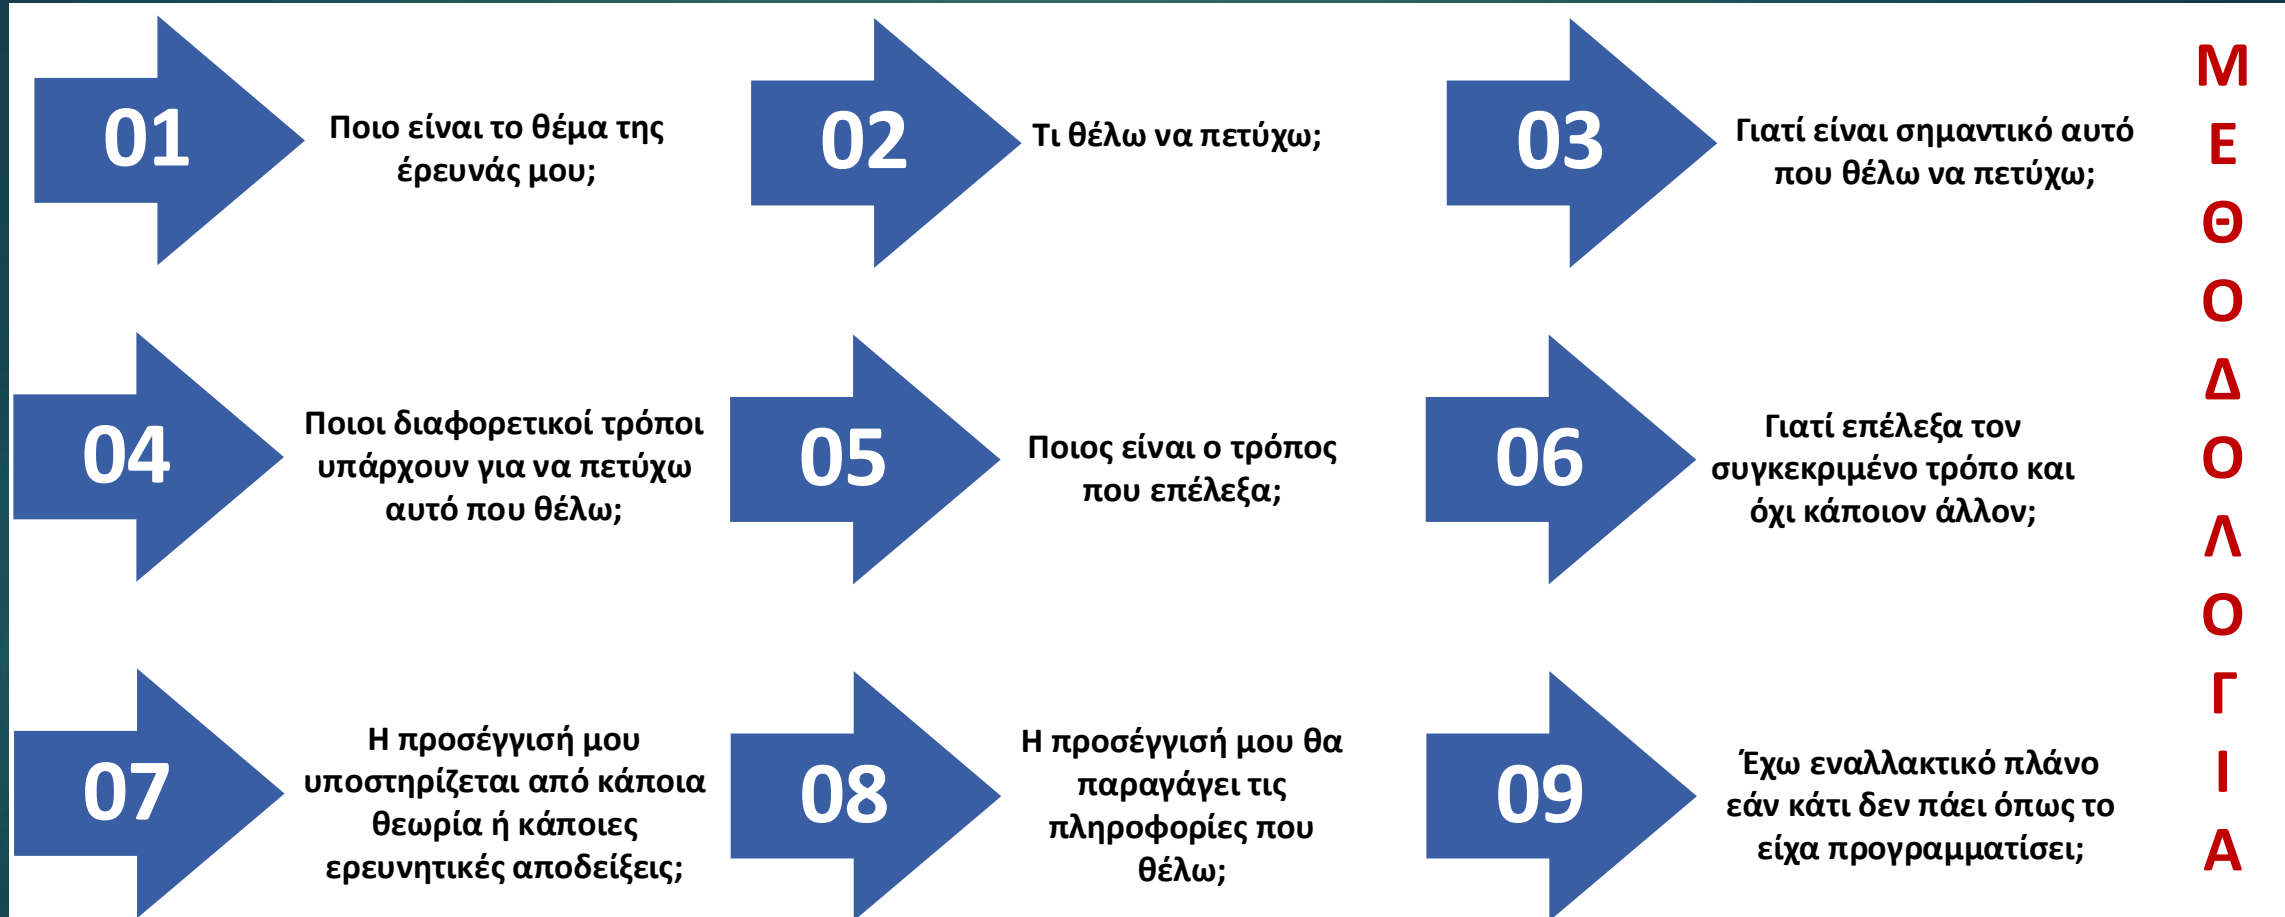 01
Ποιο είναι το θέμα της
έρευνάς μου;
02
Τι θέλω να πετύχω;
03
Γιατί είναι σημαντικό αυτό
που θέλω να πετύχω;
04
Ποιοι διαφορετικοί τρόποι
υπάρχουν για να πετύχω
αυτό που θέλω;
05
Ποιος είναι ο τρόπος
που επέλεξα;
06
Γιατί επέλεξα τον
συγκεκριμένο τρόπο και
όχι κάποιον άλλον;
07
Η προσέγγισή μου
υποστηρίζεται από κάποια
θεωρία ή κάποιες
ερευνητικές αποδείξεις;
08
Η προσέγγισή μου θα
παραγάγει τις
πληροφορίες που
θέλω;
09
Έχω εναλλακτικό πλάνο
εάν κάτι δεν πάει όπως το
είχα προγραμματίσει;
Μ
Ε
Θ
Ο
Δ
Ο
Λ
Ο
Γ
Ι
Α